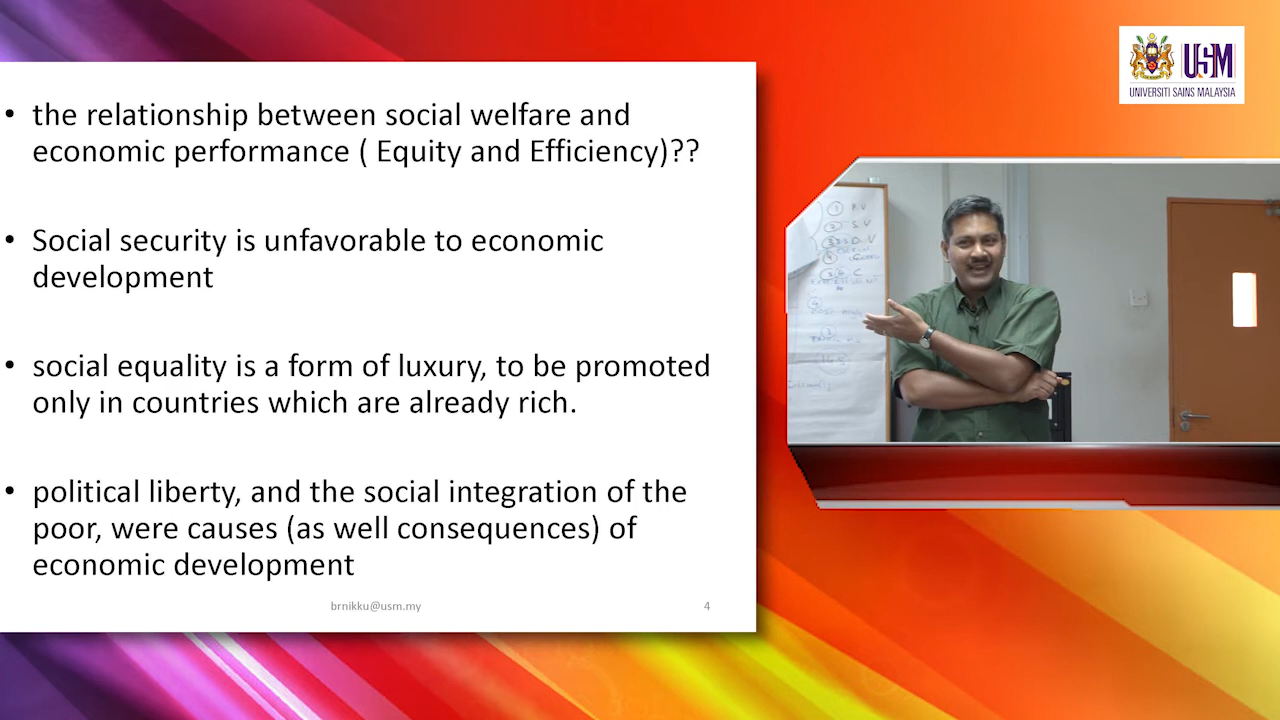 • the relationship between social welfare and
economic performance ( Equity and Efficiency)??
• Social security is unfavorable to economic
development
• social equality is a form of luxury, to be promoted
only in countries which are already rich.
• political liberty, and the social integration of the
poor, were causes (as well consequences) of
economic development
brnikku@usm.my
4
USM
UNIVERSITI SAINS MALAYSIA